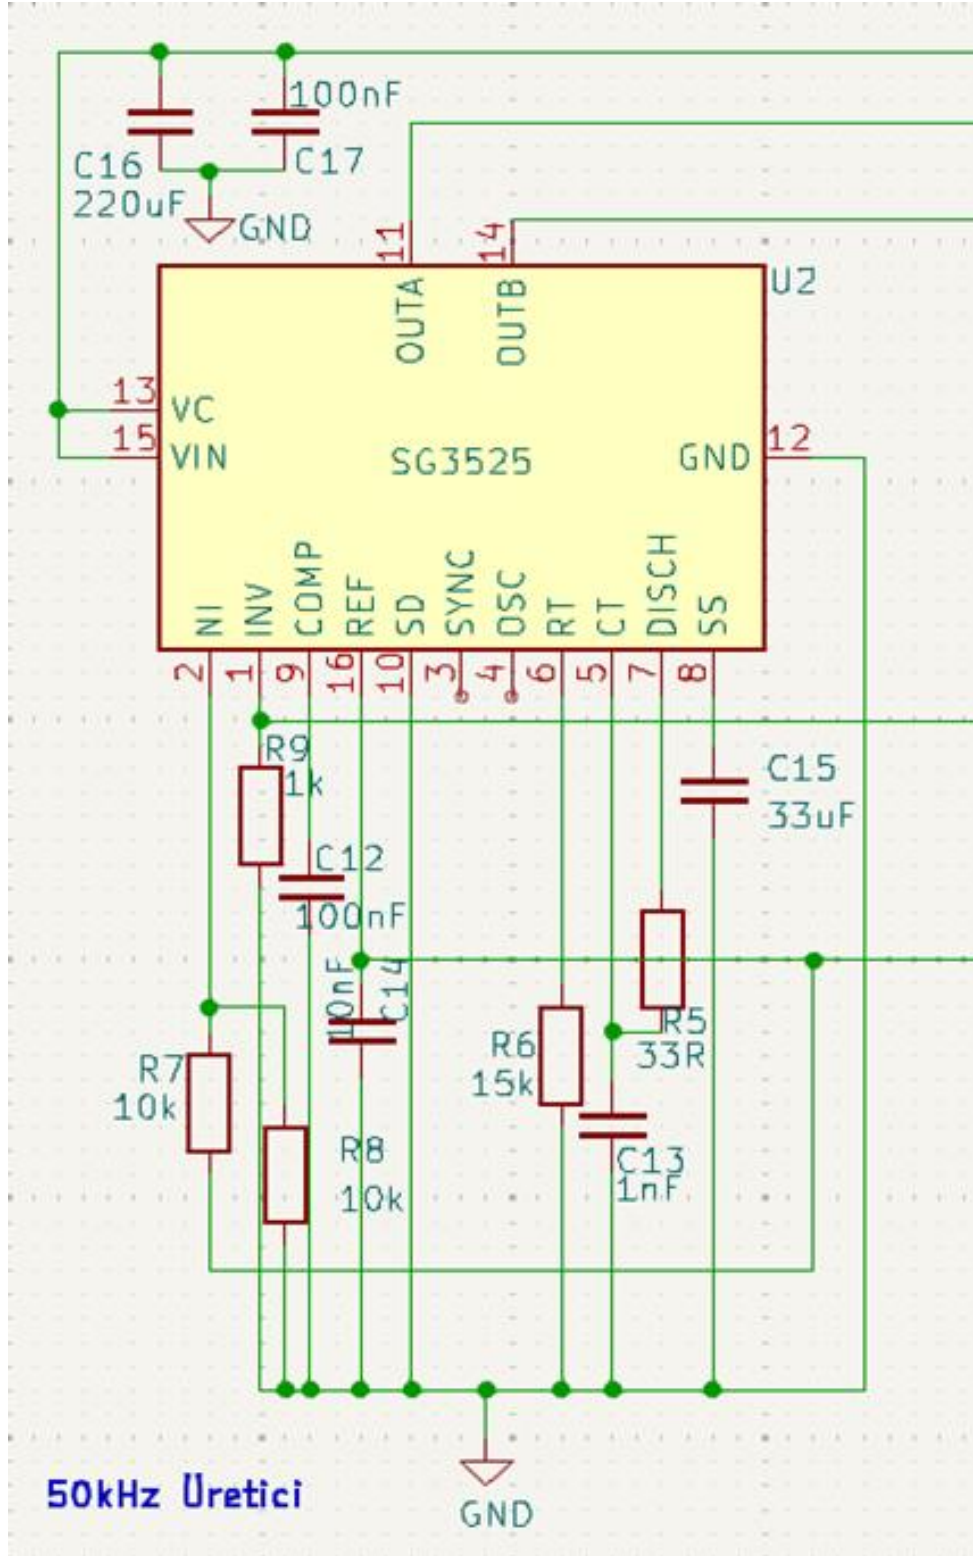 100nF
C16
C17
220uF
GND
11
14
U2
OUTA
OUTB
13
VC
15
VIN
SG3525
GND
12
NI
INV
COMP
REF
SD
SYNC
OSC
RT
CT
DISCH
SS
2
1
9
16
10
3
4
6
5
7
8
R9
1k
C15
33uF
C12
100nF
10nF
C14
R5
33R
R6
15k
R7
10k
R8
10k
C13
1nF
50kHz Üretici
GND